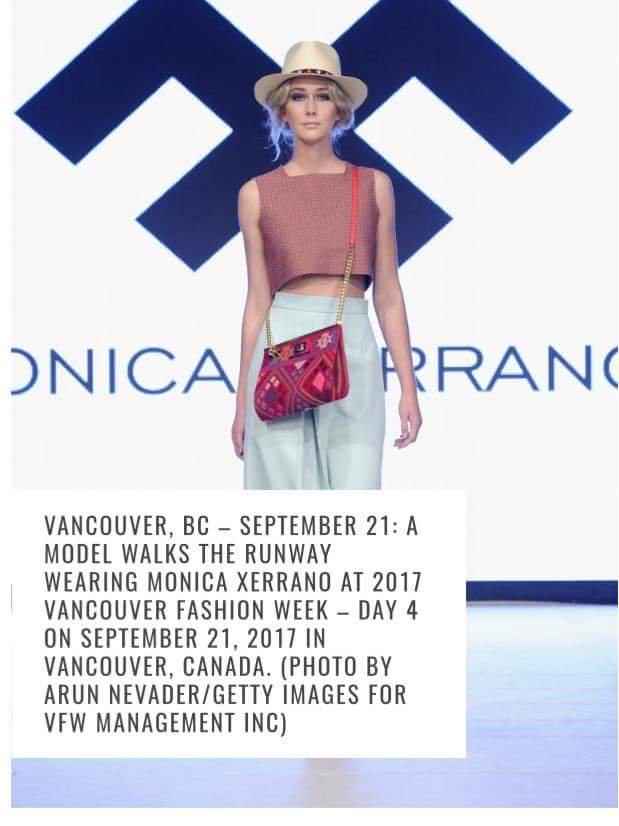 ONICA XERRANO
VANCOUVER, BC – SEPTEMBER 21: A
MODEL WALKS THE RUNWAY
WEARING MONICA XERRANO AT 2017
VANCOUVER FASHION WEEK – DAY 4
ON SEPTEMBER 21, 2017 IN
VANCOUVER, CANADA. (PHOTO BY
ARUN NEVADER/GETTY IMAGES FOR
VFW MANAGEMENT INC)